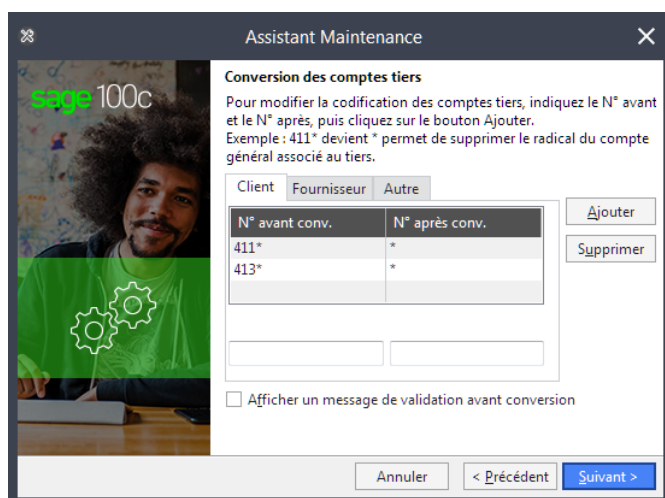 Assistant Maintenance
sage 100c
Conversion des comptes tiers
Pour modifier la codification des comptes tiers, indiquez le N° avant
et le N° après, puis cliquez sur le bouton Ajouter.
Exemple : 411* devient * permet de supprimer le radical du compte
général associé au tiers.
Client Fournisseur Autre
N° avant conv. N° après conv.
411* *
413* *
Ajouter
Supprimer
Afficher un message de validation avant conversion
Annuler < Précédent Suivant >